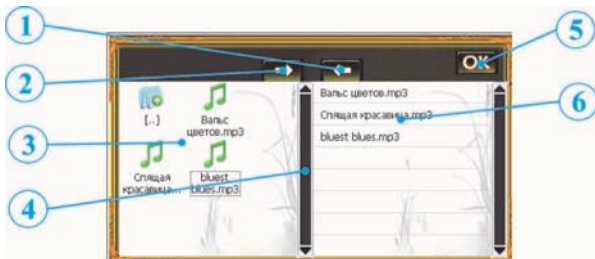 1
5
OK
2
[..]
Вальс
цветов.mp3
Вальс цветов.mp3
Спящая красавица.mp3
6
3
bluest blues.mp3
Спящая
красавица...
bluest
blues.mp3
4